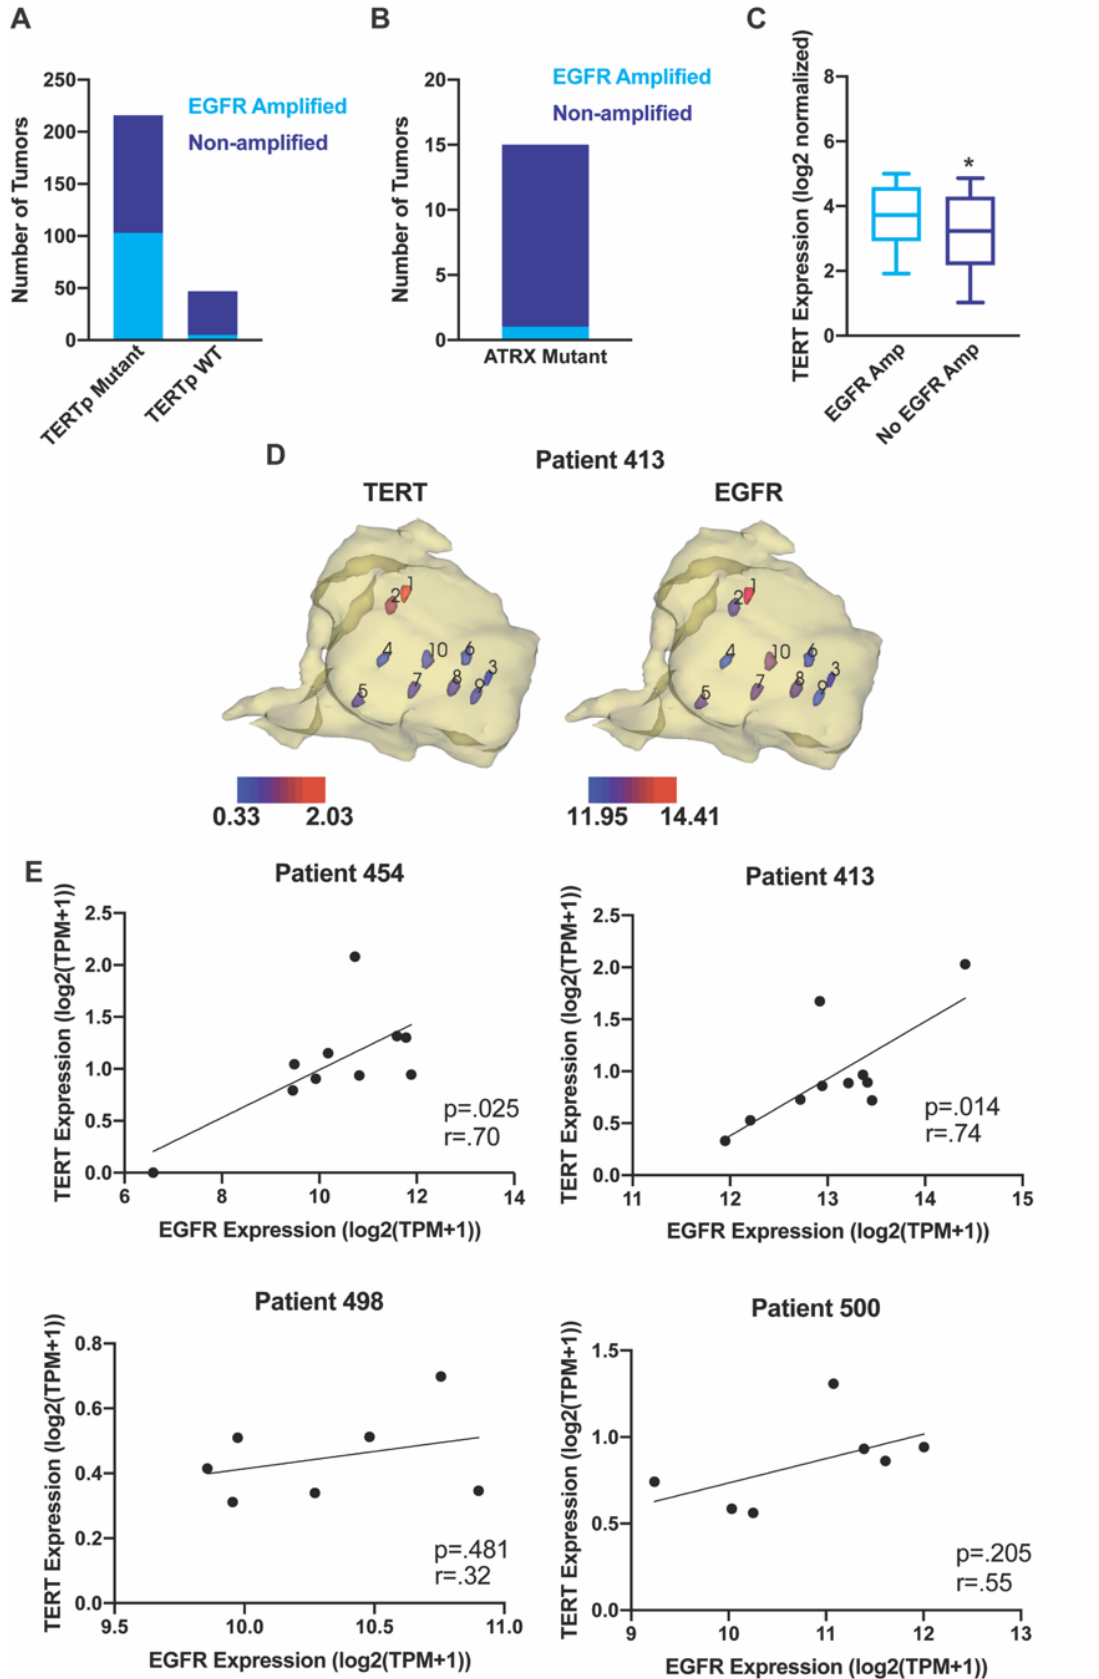 A
Number of Tumors
250
200
150
100
50
0
EGFR Amplified
Non-amplified
TERTp Mutant
TERTp WT
B
Number of Tumors
20
15
10
5
0
EGFR Amplified
Non-amplified
ATRX Mutant
C
TERT Expression (log2 normalized)
8
6
4
2
0
*
EGFR Amp
No EGFR Amp
D
Patient 413
TERT
1
2
4
10
6
3
5
7
8
9
0.33
2.03
EGFR
1
2
4
10
6
3
5
7
8
9
11.95
14.41
E
Patient 454
TERT Expression (log2(TPM+1))
2.5
2.0
1.5
1.0
0.5
0.0
p=.025
r=.70
6
8
10
12
14
EGFR Expression (log2(TPM+1))
Patient 413
TERT Expression (log2(TPM+1))
2.5
2.0
1.5
1.0
0.5
0.0
p=.014
r=.74
11
12
13
14
15
EGFR Expression (log2(TPM+1))
Patient 498
TERT Expression (log2(TPM+1))
0.8
0.6
0.4
0.2
0.0
p=.481
r=.32
9.5
10.0
10.5
11.0
EGFR Expression (log2(TPM+1))
Patient 500
TERT Expression (log2(TPM+1))
1.5
1.0
0.5
0.0
p=.205
r=.55
9
10
11
12
13
EGFR Expression (log2(TPM+1))